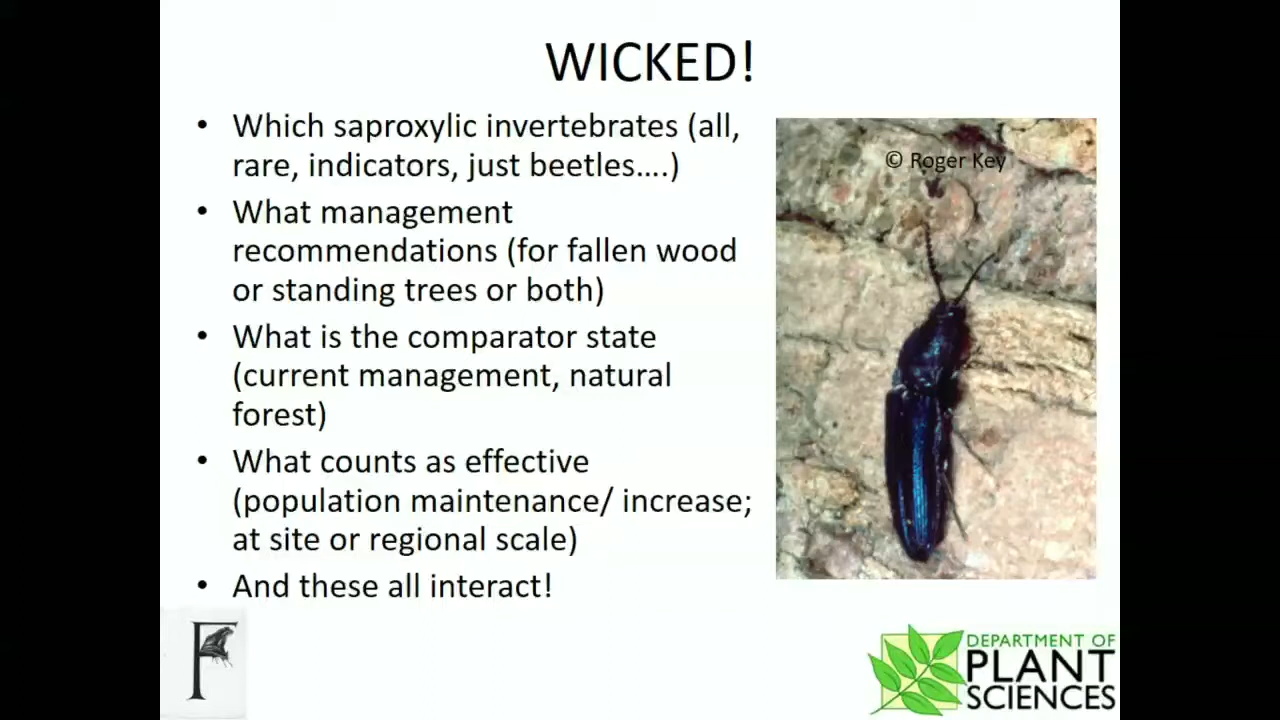 WICKED!
• Which saproxylic invertebrates (all,
rare, indicators, just beetles….)
• What management
recommendations (for fallen wood
or standing trees or both)
• What is the comparator state
(current management, natural
forest)
• What counts as effective
(population maintenance/ increase;
at site or regional scale)
• And these all interact!
© Roger Key
F
DEPARTMENT OF
PLANT
SCIENCES